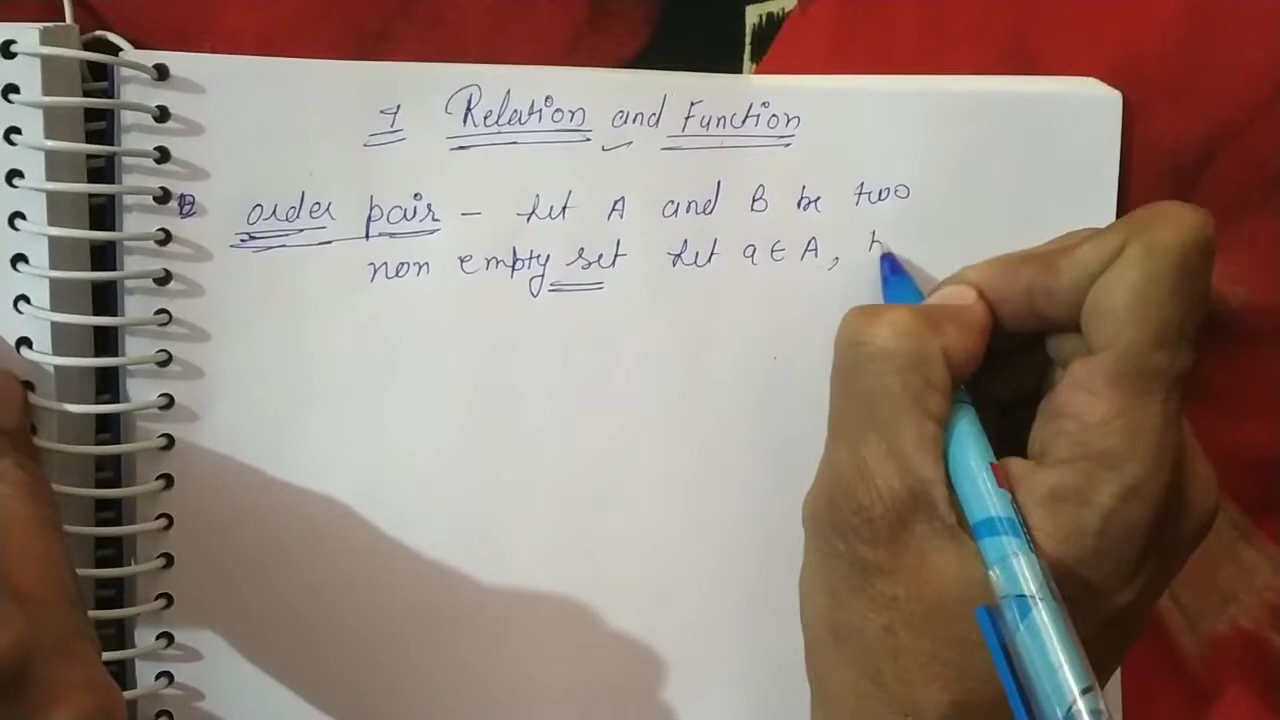 1 Relation and Function
order pair - Let A and B be two
non empty set Let a ∈ A,